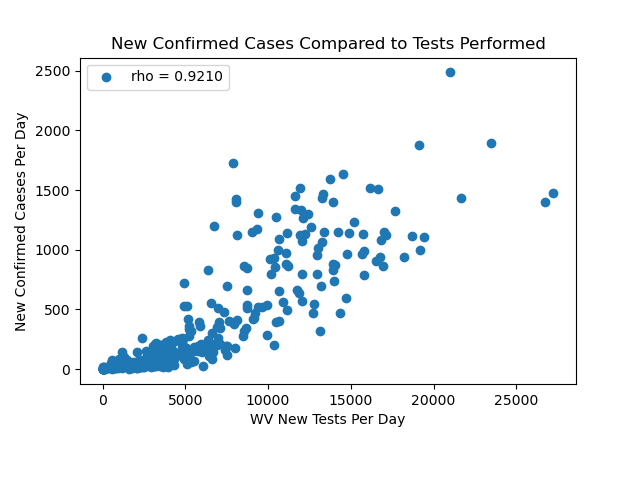 New Confirmed Cases Compared to Tests Performed
rho = 0.9210
2500
2000
1500
1000
500
0
New Confirmed Caeses Per Day
0 5000 10000 15000 20000 25000
WV New Tests Per Day